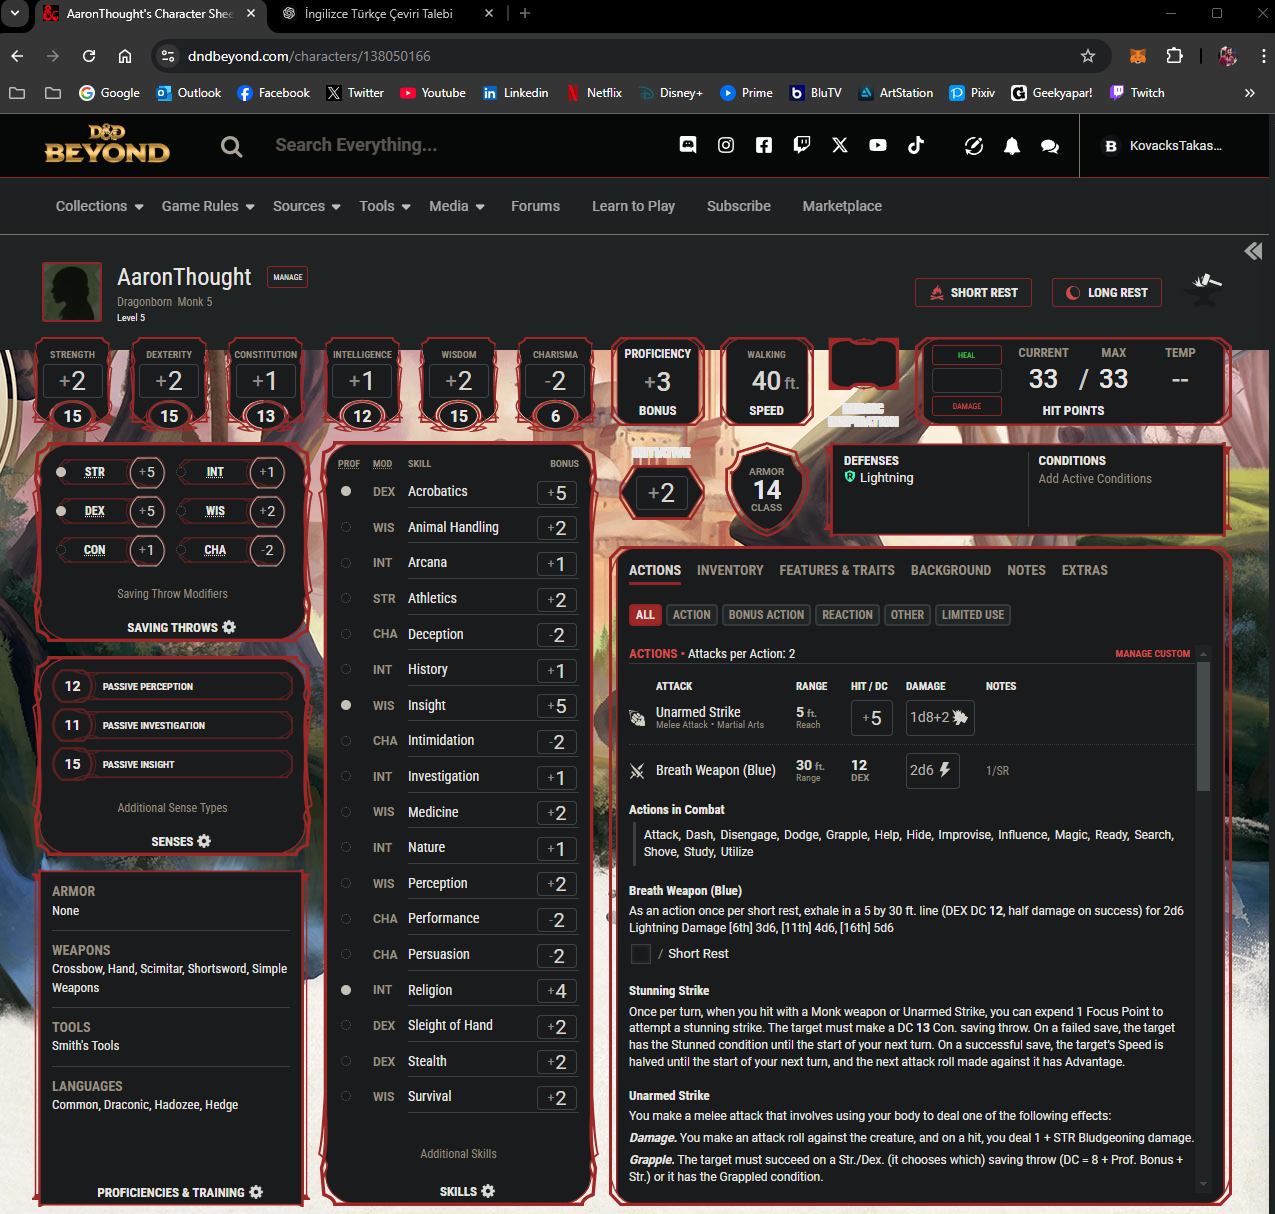 AaronThought's Character Shee
İngilizce Türkçe Çeviri Talebi
dndbeyond.com/characters/138050166
Google Outlook Facebook Twitter Youtube Linkedin Netflix Disney+ Prime BluTV ArtStation Pixiv Geekyapar! Twitch
D&D BEYOND
Search Everything...
KovacksTakas...
Collections Game Rules Sources Tools Media Forums Learn to Play Subscribe Marketplace
AaronThought
MANAGE
Dragonborn Monk 5
Level 5
SHORT REST
LONG REST
STRENGTH
+2
15
DEXTERITY
+2
15
CONSTITUTION
+1
13
INTELLIGENCE
+1
12
WISDOM
+2
15
CHARISMA
-2
6
PROFICIENCY
+3
BONUS
WALKING
40 ft.
SPEED
HEAL
DAMAGE
CURRENT MAX TEMP
33 / 33 --
HIT POINTS
STR +5 INT +1
DEX +5 WIS +2
CON +1 CHA -2
Saving Throw Modifiers
SAVING THROWS
12 PASSIVE PERCEPTION
11 PASSIVE INVESTIGATION
15 PASSIVE INSIGHT
Additional Sense Types
SENSES
ARMOR
None
WEAPONS
Crossbow, Hand, Scimitar, Shortsword, Simple
Weapons
TOOLS
Smith's Tools
LANGUAGES
Common, Draconic, Hadozee, Hedge
PROFICIENCIES & TRAINING
PROF MOD SKILL BONUS
DEX Acrobatics +5
WIS Animal Handling +2
INT Arcana +1
STR Athletics +2
CHA Deception -2
INT History +1
WIS Insight +5
CHA Intimidation -2
INT Investigation +1
WIS Medicine +2
INT Nature +1
WIS Perception +2
CHA Performance -2
CHA Persuasion -2
INT Religion +4
DEX Sleight of Hand +2
DEX Stealth +2
WIS Survival +2
Additional Skills
SKILLS
INITIATIVE
+2
ARMOR
14
CLASS
DEFENSES
Lightning
CONDITIONS
Add Active Conditions
ACTIONS INVENTORY FEATURES & TRAITS BACKGROUND NOTES EXTRAS
ALL ACTION BONUS ACTION REACTION OTHER LIMITED USE
ACTIONS • Attacks per Action: 2
MANAGE CUSTOM
ATTACK RANGE HIT / DC DAMAGE NOTES
Unarmed Strike 5 ft. +5 1d8+2
Melee Attack • Martial Arts Reach
Breath Weapon (Blue) 30 ft. 12 2d6 1/SR
Range DEX
Actions in Combat
Attack, Dash, Disengage, Dodge, Grapple, Help, Hide, Improvise, Influence, Magic, Ready, Search,
Shove, Study, Utilize
Breath Weapon (Blue)
As an action once per short rest, exhale in a 5 by 30 ft. line (DEX DC 12, half damage on success) for 2d6
Lightning Damage [6th] 3d6, [11th] 4d6, [16th] 5d6
/ Short Rest
Stunning Strike
Once per turn, when you hit with a Monk weapon or Unarmed Strike, you can expend 1 Focus Point to
attempt a stunning strike. The target must make a DC 13 Con. saving throw. On a failed save, the target
has the Stunned condition until the start of your next turn. On a successful save, the target's Speed is
halved until the start of your next turn, and the next attack roll made against it has Advantage.
Unarmed Strike
You make a melee attack that involves using your body to deal one of the following effects:
Damage. You make an attack roll against the creature, and on a hit, you deal 1 + STR Bludgeoning damage.
Grapple. The target must succeed on a Str./Dex. (it chooses which) saving throw (DC = 8 + Prof. Bonus +
Str.) or it has the Grappled condition.